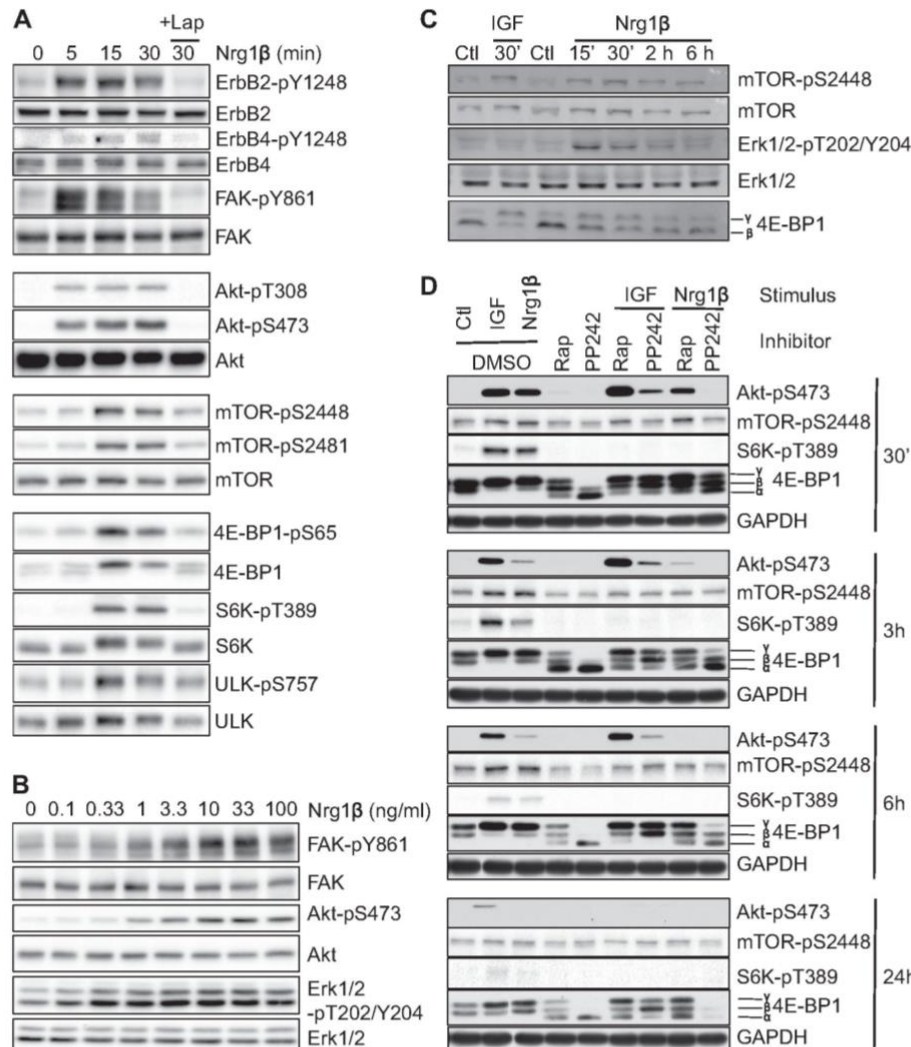 A
+Lap
0 5 15 30 30 Nrg1β (min)
ErbB2-pY1248
ErbB2
ErbB4-pY1248
ErbB4
FAK-pY861
FAK
Akt-pT308
Akt-pS473
Akt
mTOR-pS2448
mTOR-pS2481
mTOR
4E-BP1-pS65
4E-BP1
S6K-pT389
S6K
ULK-pS757
ULK
B
0 0.1 0.33 1 3.3 10 33 100 Nrg1β (ng/ml)
FAK-pY861
FAK
Akt-pS473
Akt
Erk1/2
-pT202/Y204
Erk1/2
C
IGF Nrg1β
Ctl 30' Ctl 15' 30' 2 h 6 h
mTOR-pS2448
mTOR
Erk1/2-pT202/Y204
Erk1/2
γ
4E-BP1
β
D
IGF Nrg1β Stimulus
Ctl IGF Nrg1β Rap PP242 Rap PP242 Rap PP242 Inhibitor
DMSO
Akt-pS473
mTOR-pS2448
S6K-pT389
30'
γ
β 4E-BP1
α
GAPDH
Akt-pS473
mTOR-pS2448
S6K-pT389
3h
γ
β 4E-BP1
α
GAPDH
Akt-pS473
mTOR-pS2448
S6K-pT389
6h
γ
β 4E-BP1
α
GAPDH
Akt-pS473
mTOR-pS2448
S6K-pT389
24h
γ
β 4E-BP1
α
GAPDH